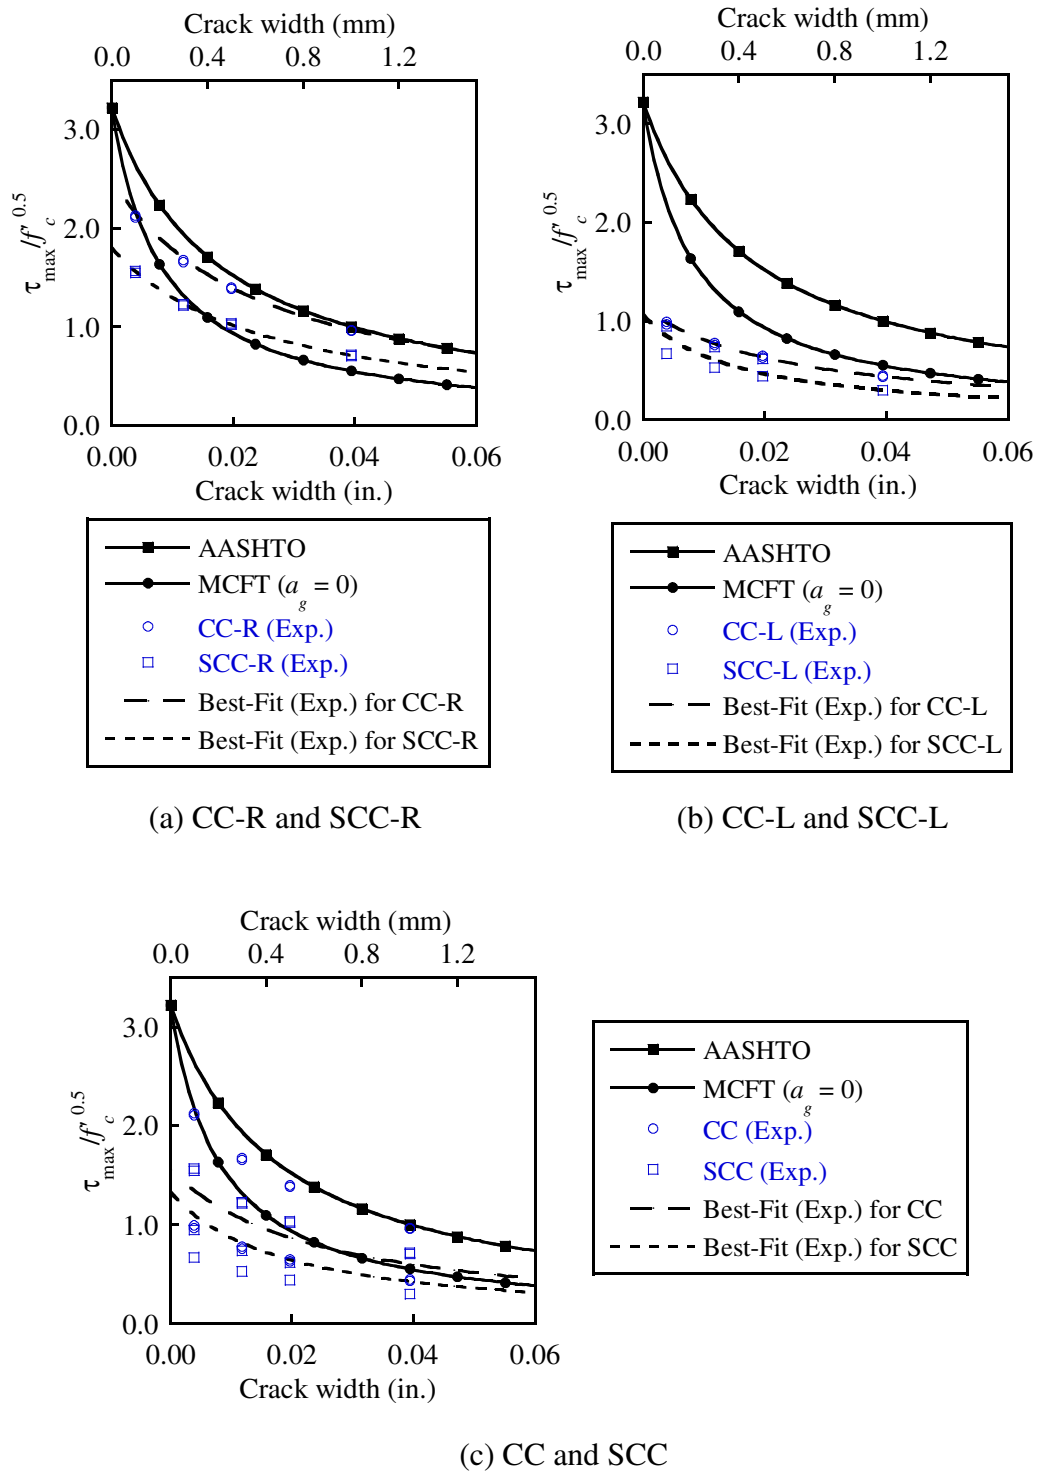 Crack width (mm)
0.0 0.4 0.8 1.2
3.0
2.0
1.0
0.0
τmax/f'c0.5
0.00 0.02 0.04 0.06
Crack width (in.)
AASHTO
MCFT (ag = 0)
CC-R (Exp.)
SCC-R (Exp.)
Best-Fit (Exp.) for CC-R
Best-Fit (Exp.) for SCC-R
(a) CC-R and SCC-R
Crack width (mm)
0.0 0.4 0.8 1.2
3.0
2.0
1.0
0.0
τmax/f'c0.5
0.00 0.02 0.04 0.06
Crack width (in.)
AASHTO
MCFT (ag = 0)
CC-L (Exp.)
SCC-L (Exp.)
Best-Fit (Exp.) for CC-L
Best-Fit (Exp.) for SCC-L
(b) CC-L and SCC-L
Crack width (mm)
0.0 0.4 0.8 1.2
3.0
2.0
1.0
0.0
τmax/f'c0.5
0.00 0.02 0.04 0.06
Crack width (in.)
AASHTO
MCFT (ag = 0)
CC (Exp.)
SCC (Exp.)
Best-Fit (Exp.) for CC
Best-Fit (Exp.) for SCC
(c) CC and SCC